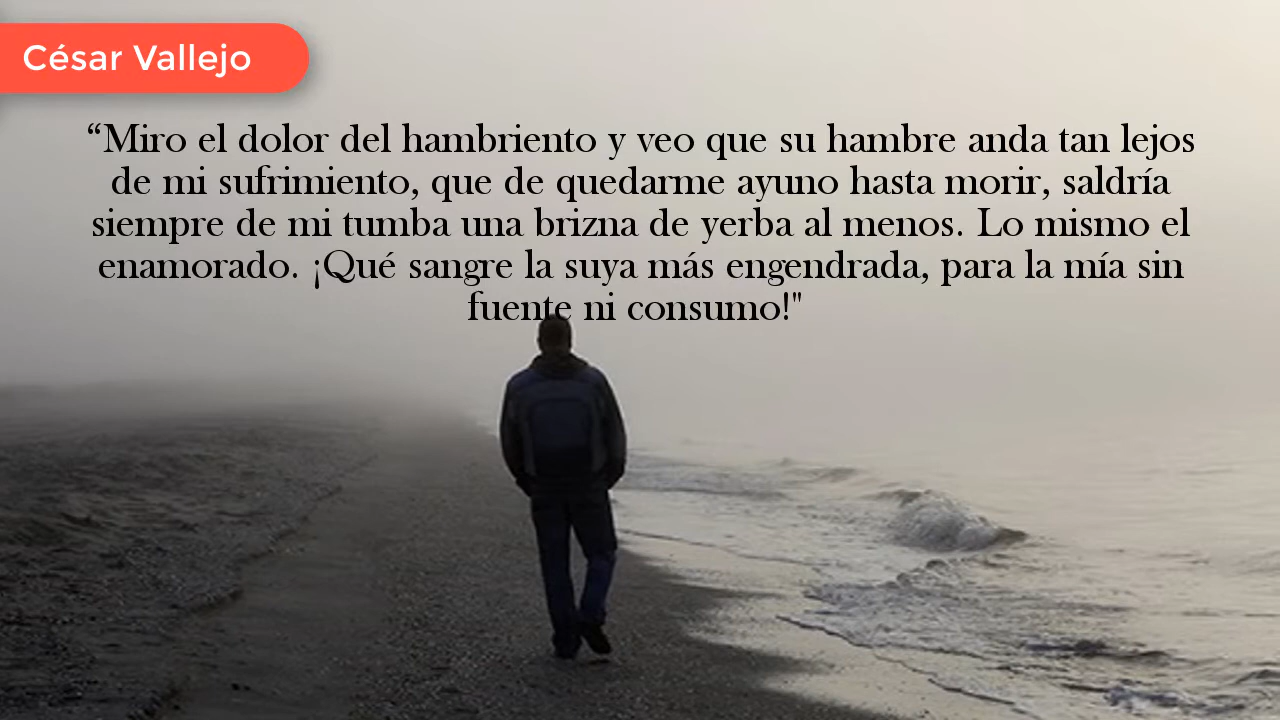 César Vallejo
“Miro el dolor del hambriento y veo que su hambre anda tan lejos
de mi sufrimiento, que de quedarme ayuno hasta morir, saldría
siempre de mi tumba una brizna de yerba al menos. Lo mismo el
enamorado. ¡Qué sangre la suya más engendrada, para la mía sin
fuente ni consumo!"